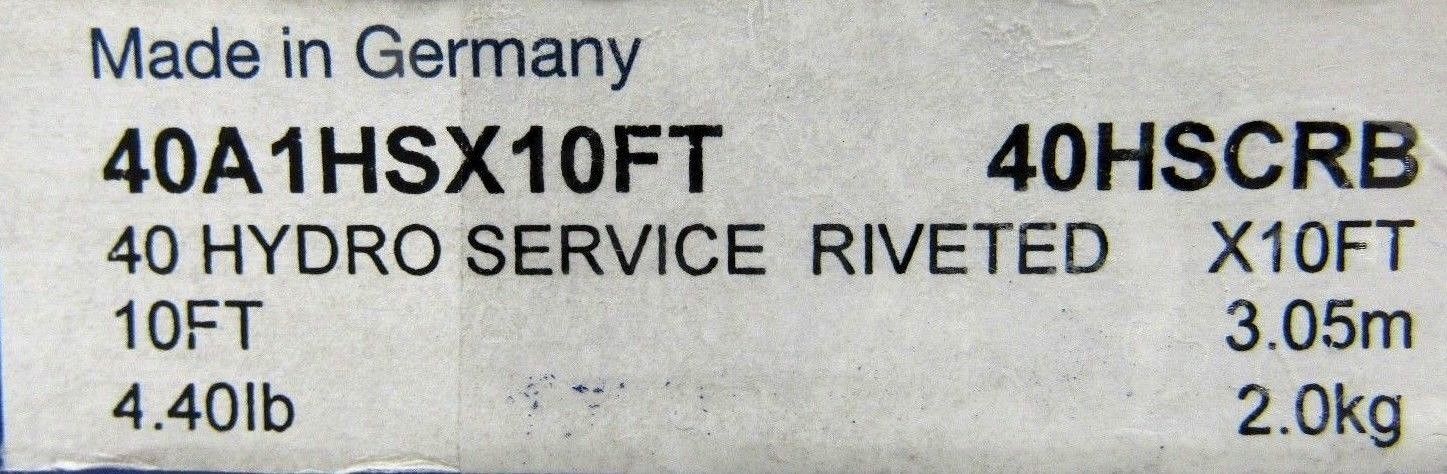 Made in Germany
40A1HSX10FT 40HSCRB
40 HYDRO SERVICE RIVETED X10FT
10FT 3.05m
4.40lb 2.0kg